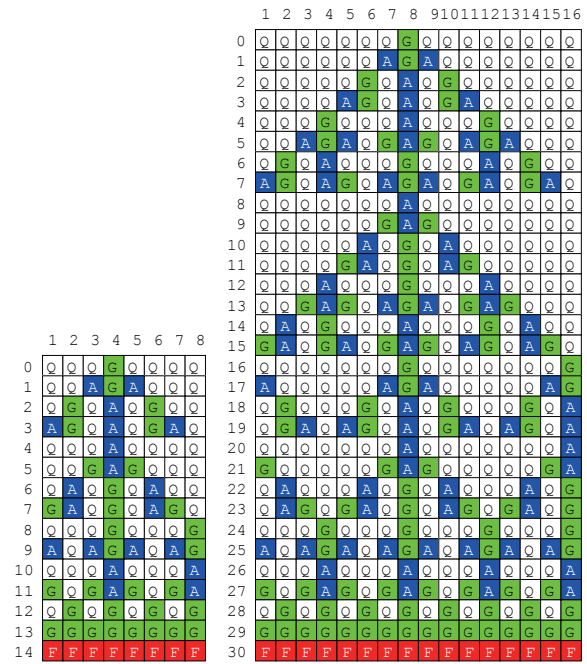 1 2 3 4 5 6 7 8 9 10 11 12 13 14 15 16
0 Q Q Q Q Q Q Q G Q Q Q Q Q Q Q Q
1 Q Q Q Q Q Q A G A Q Q Q Q Q Q Q
2 Q Q Q Q Q G Q A Q G Q Q Q Q Q Q
3 Q Q Q Q A G Q A Q G A Q Q Q Q Q
4 Q Q Q G Q Q Q A Q Q Q G Q Q Q Q
5 Q Q A G A Q G A G Q A G A Q Q Q
6 Q G Q A Q Q Q G Q Q Q A Q G Q Q
7 A G Q A G Q A G A Q G A Q G A Q
8 Q Q Q Q Q Q Q A Q Q Q Q Q Q Q Q
9 Q Q Q Q Q Q G A G Q Q Q Q Q Q Q
10 Q Q Q Q Q A Q G Q A Q Q Q Q Q Q
11 Q Q Q Q G A Q G Q A G Q Q Q Q Q
12 Q Q Q A Q Q Q G Q Q Q A Q Q Q Q
13 Q Q G A G Q A G A Q G A G Q Q Q
14 Q A Q G Q Q Q A Q Q Q G Q A Q Q
15 G A Q G A Q G A G Q A G Q A G Q
16 Q Q Q Q Q Q Q G Q Q Q Q Q Q Q G
17 A Q Q Q Q Q A G A Q Q Q Q Q A G
18 Q G Q Q Q G Q A Q G Q Q Q G Q A
19 Q G A Q A G Q A Q G A Q A G Q A
20 Q Q Q Q Q Q Q A Q Q Q Q Q Q Q A
21 G Q Q Q Q Q G A G Q Q Q Q Q G A
22 Q A Q Q Q A Q G Q A Q Q Q A Q G
23 Q A G Q G A Q G Q A G Q G A Q G
24 Q Q Q G Q Q Q G Q Q Q G Q Q Q G
25 A Q A G A Q A G A Q A G A Q A G
26 Q Q Q A Q Q Q A Q Q Q A Q Q Q A
27 G Q G A G Q G A G Q G A G Q G A
28 Q G Q G Q G Q G Q G Q G Q G Q G
29 G G G G G G G G G G G G G G G G
30 F F F F F F F F F F F F F F F F
1 2 3 4 5 6 7 8
0 Q Q Q G Q Q Q Q
1 Q Q A G A Q Q Q
2 Q G Q A Q G Q Q
3 A G Q A Q G A Q
4 Q Q Q A Q Q Q Q
5 Q Q G A G Q Q Q
6 Q A Q G Q A Q Q
7 G A Q G Q A G Q
8 Q Q Q G Q Q Q G
9 A Q A G A Q A G
10 Q Q Q A Q Q Q A
11 G Q G A G Q G A
12 Q G Q G Q G Q G
13 G G G G G G G G
14 F F F F F F F F